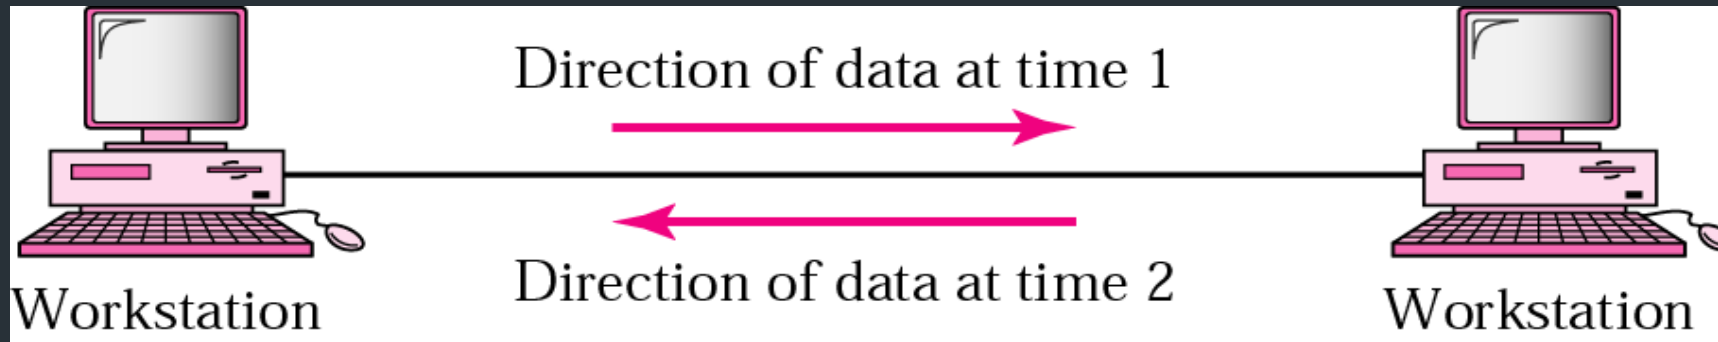 Direction of data at time 1
Direction of data at time 2
Workstation
Workstation